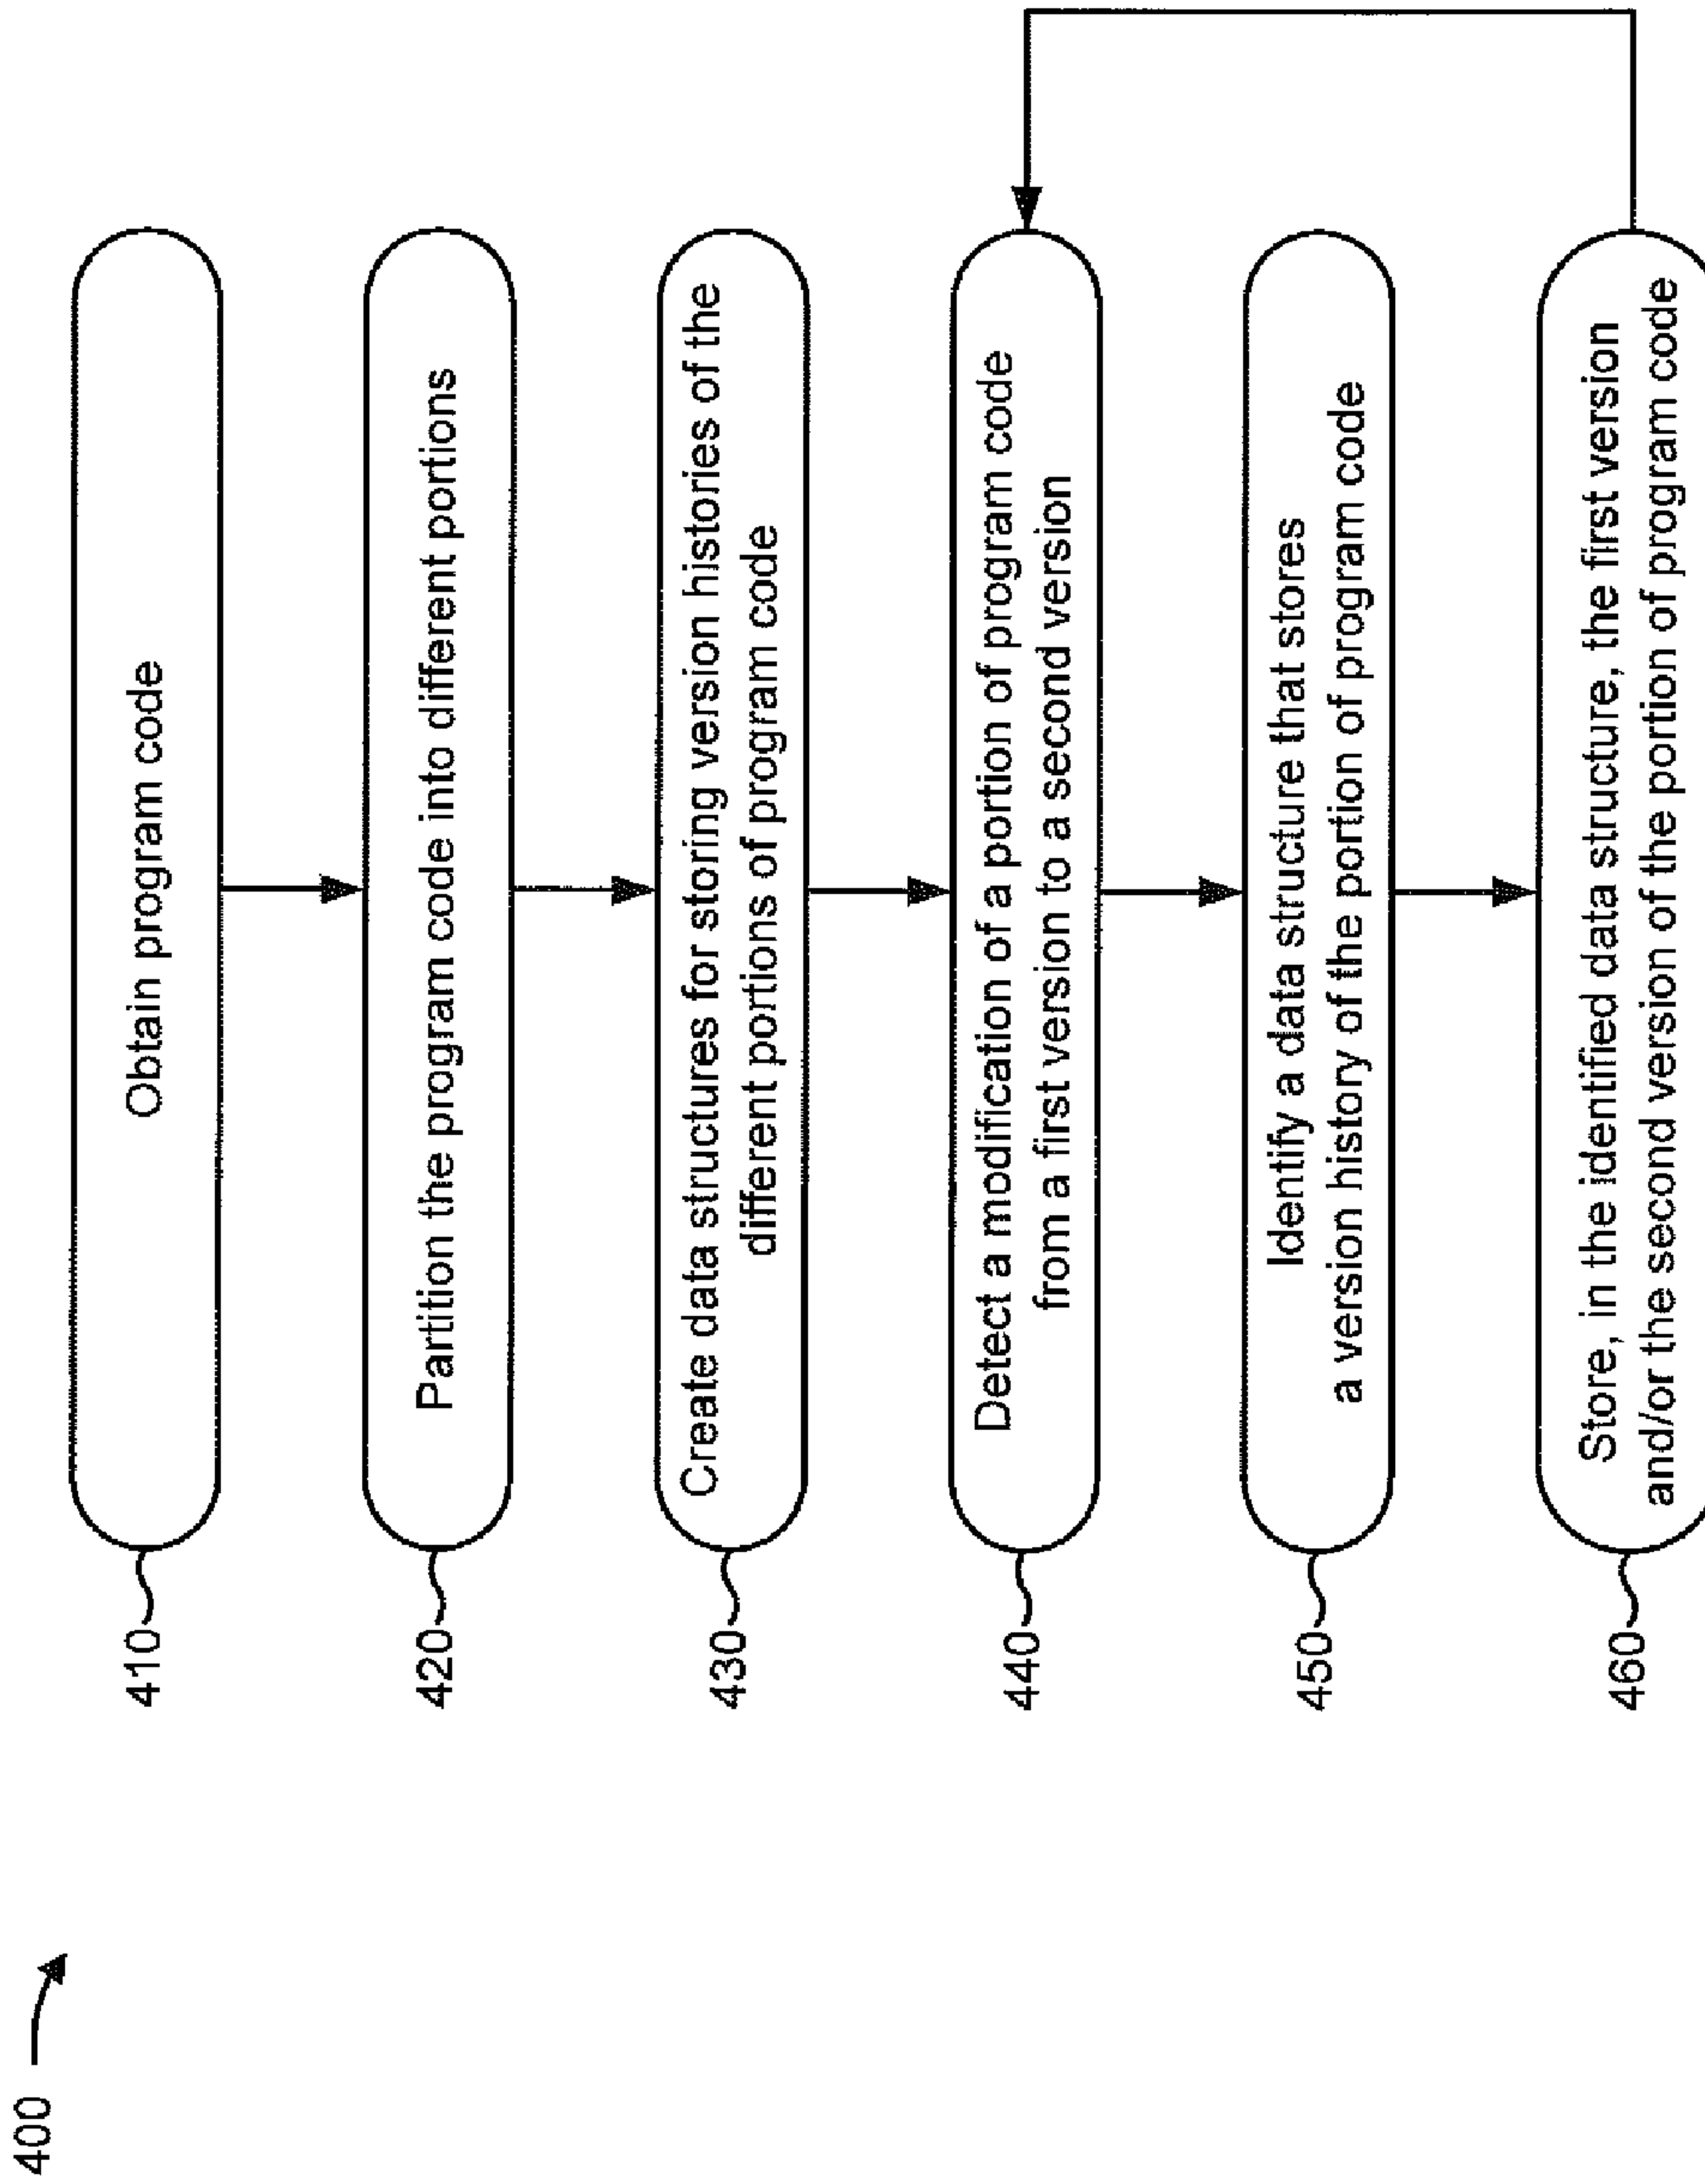 400
410
Obtain program code
420
Partition the program code into different portions
430
Create data structures for storing version histories of the
different portions of program code
440
Detect a modification of a portion of program code
from a first version to a second version
450
Identify a data structure that stores
a version history of the portion of program code
460
Store, in the identified data structure, the first version
and/or the second version of the portion of program code